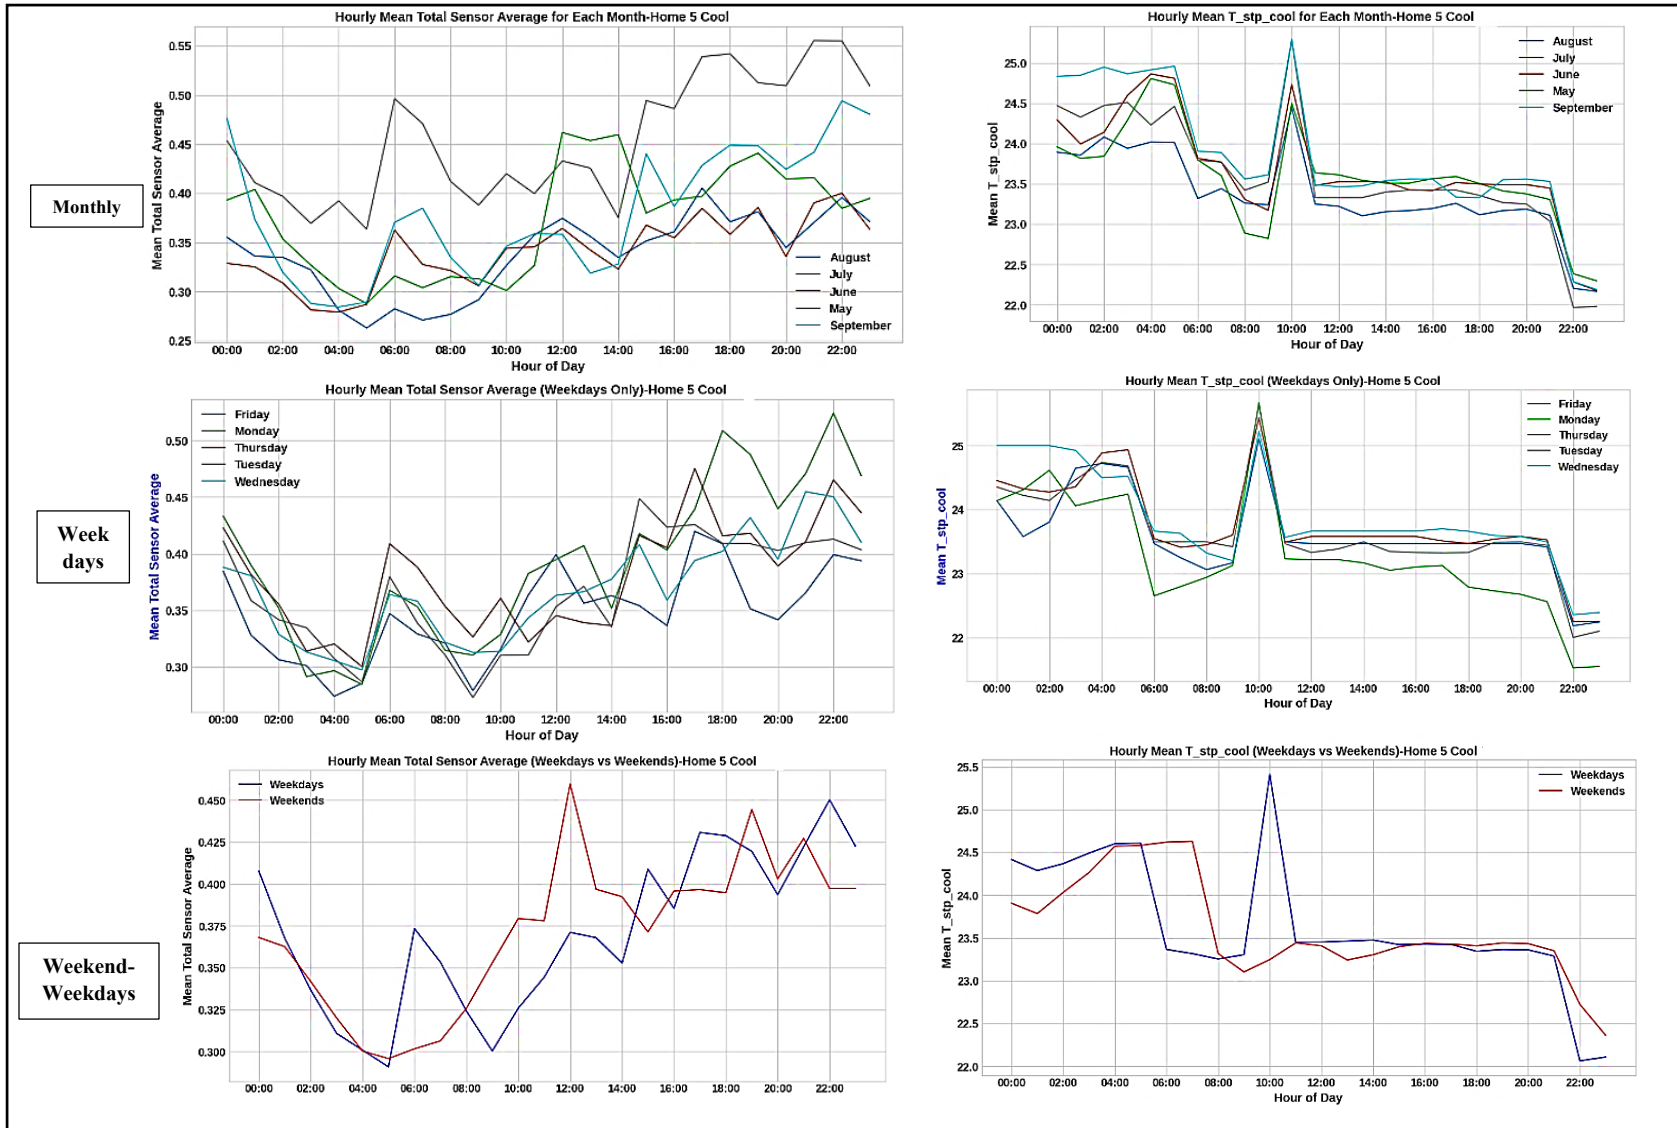 Monthly
Hourly Mean Total Sensor Average for Each Month-Home 5 Cool
Mean Total Sensor Average
0.55
0.50
0.45
0.40
0.35
0.30
0.25
August
July
June
May
September
00:00 02:00 04:00 06:00 08:00 10:00 12:00 14:00 16:00 18:00 20:00 22:00
Hour of Day
Hourly Mean T_stp_cool for Each Month-Home 5 Cool
Mean T_stp_cool
25.0
24.5
24.0
23.5
23.0
22.5
22.0
August
July
June
May
September
00:00 02:00 04:00 06:00 08:00 10:00 12:00 14:00 16:00 18:00 20:00 22:00
Hour of Day
Week
days
Hourly Mean Total Sensor Average (Weekdays Only)-Home 5 Cool
Mean Total Sensor Average
0.50
0.45
0.40
0.35
0.30
Friday
Monday
Thursday
Tuesday
Wednesday
00:00 02:00 04:00 06:00 08:00 10:00 12:00 14:00 16:00 18:00 20:00 22:00
Hour of Day
Hourly Mean T_stp_cool (Weekdays Only)-Home 5 Cool
Mean T_stp_cool
25
24
23
22
Friday
Monday
Thursday
Tuesday
Wednesday
00:00 02:00 04:00 06:00 08:00 10:00 12:00 14:00 16:00 18:00 20:00 22:00
Hour of Day
Weekend-
Weekdays
Hourly Mean Total Sensor Average (Weekdays vs Weekends)-Home 5 Cool
Mean Total Sensor Average
0.450
0.425
0.400
0.375
0.350
0.325
0.300
Weekdays
Weekends
00:00 02:00 04:00 06:00 08:00 10:00 12:00 14:00 16:00 18:00 20:00 22:00
Hour of Day
Hourly Mean T_stp_cool (Weekdays vs Weekends)-Home 5 Cool
Mean T_stp_cool
25.5
25.0
24.5
24.0
23.5
23.0
22.5
22.0
Weekdays
Weekends
00:00 02:00 04:00 06:00 08:00 10:00 12:00 14:00 16:00 18:00 20:00 22:00
Hour of Day